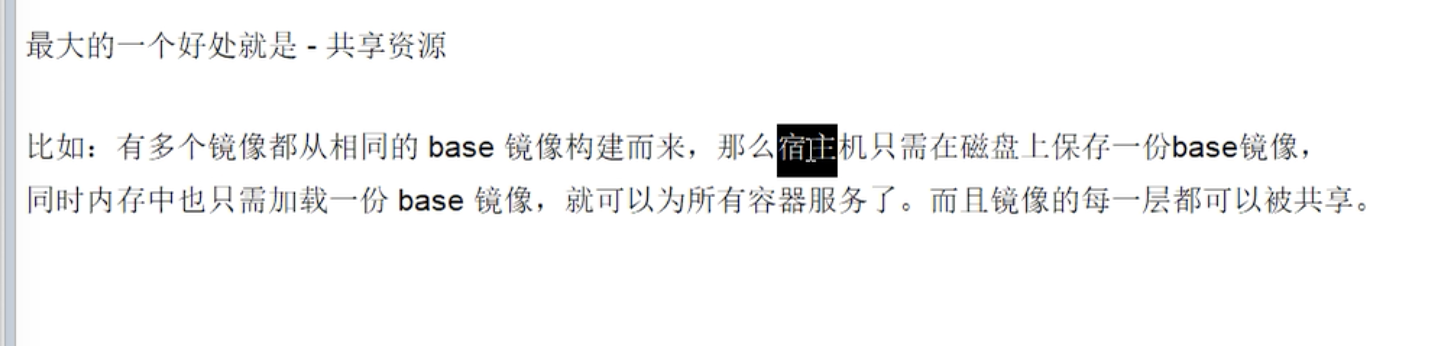 最大的一个好处就是 - 共享资源
比如：有多个镜像都从相同的 base 镜像构建而来，那么宿主机只需在磁盘上保存一份base镜像，
同时内存中也只需加载一份 base 镜像，就可以为所有容器服务了。而且镜像的每一层都可以被共享。